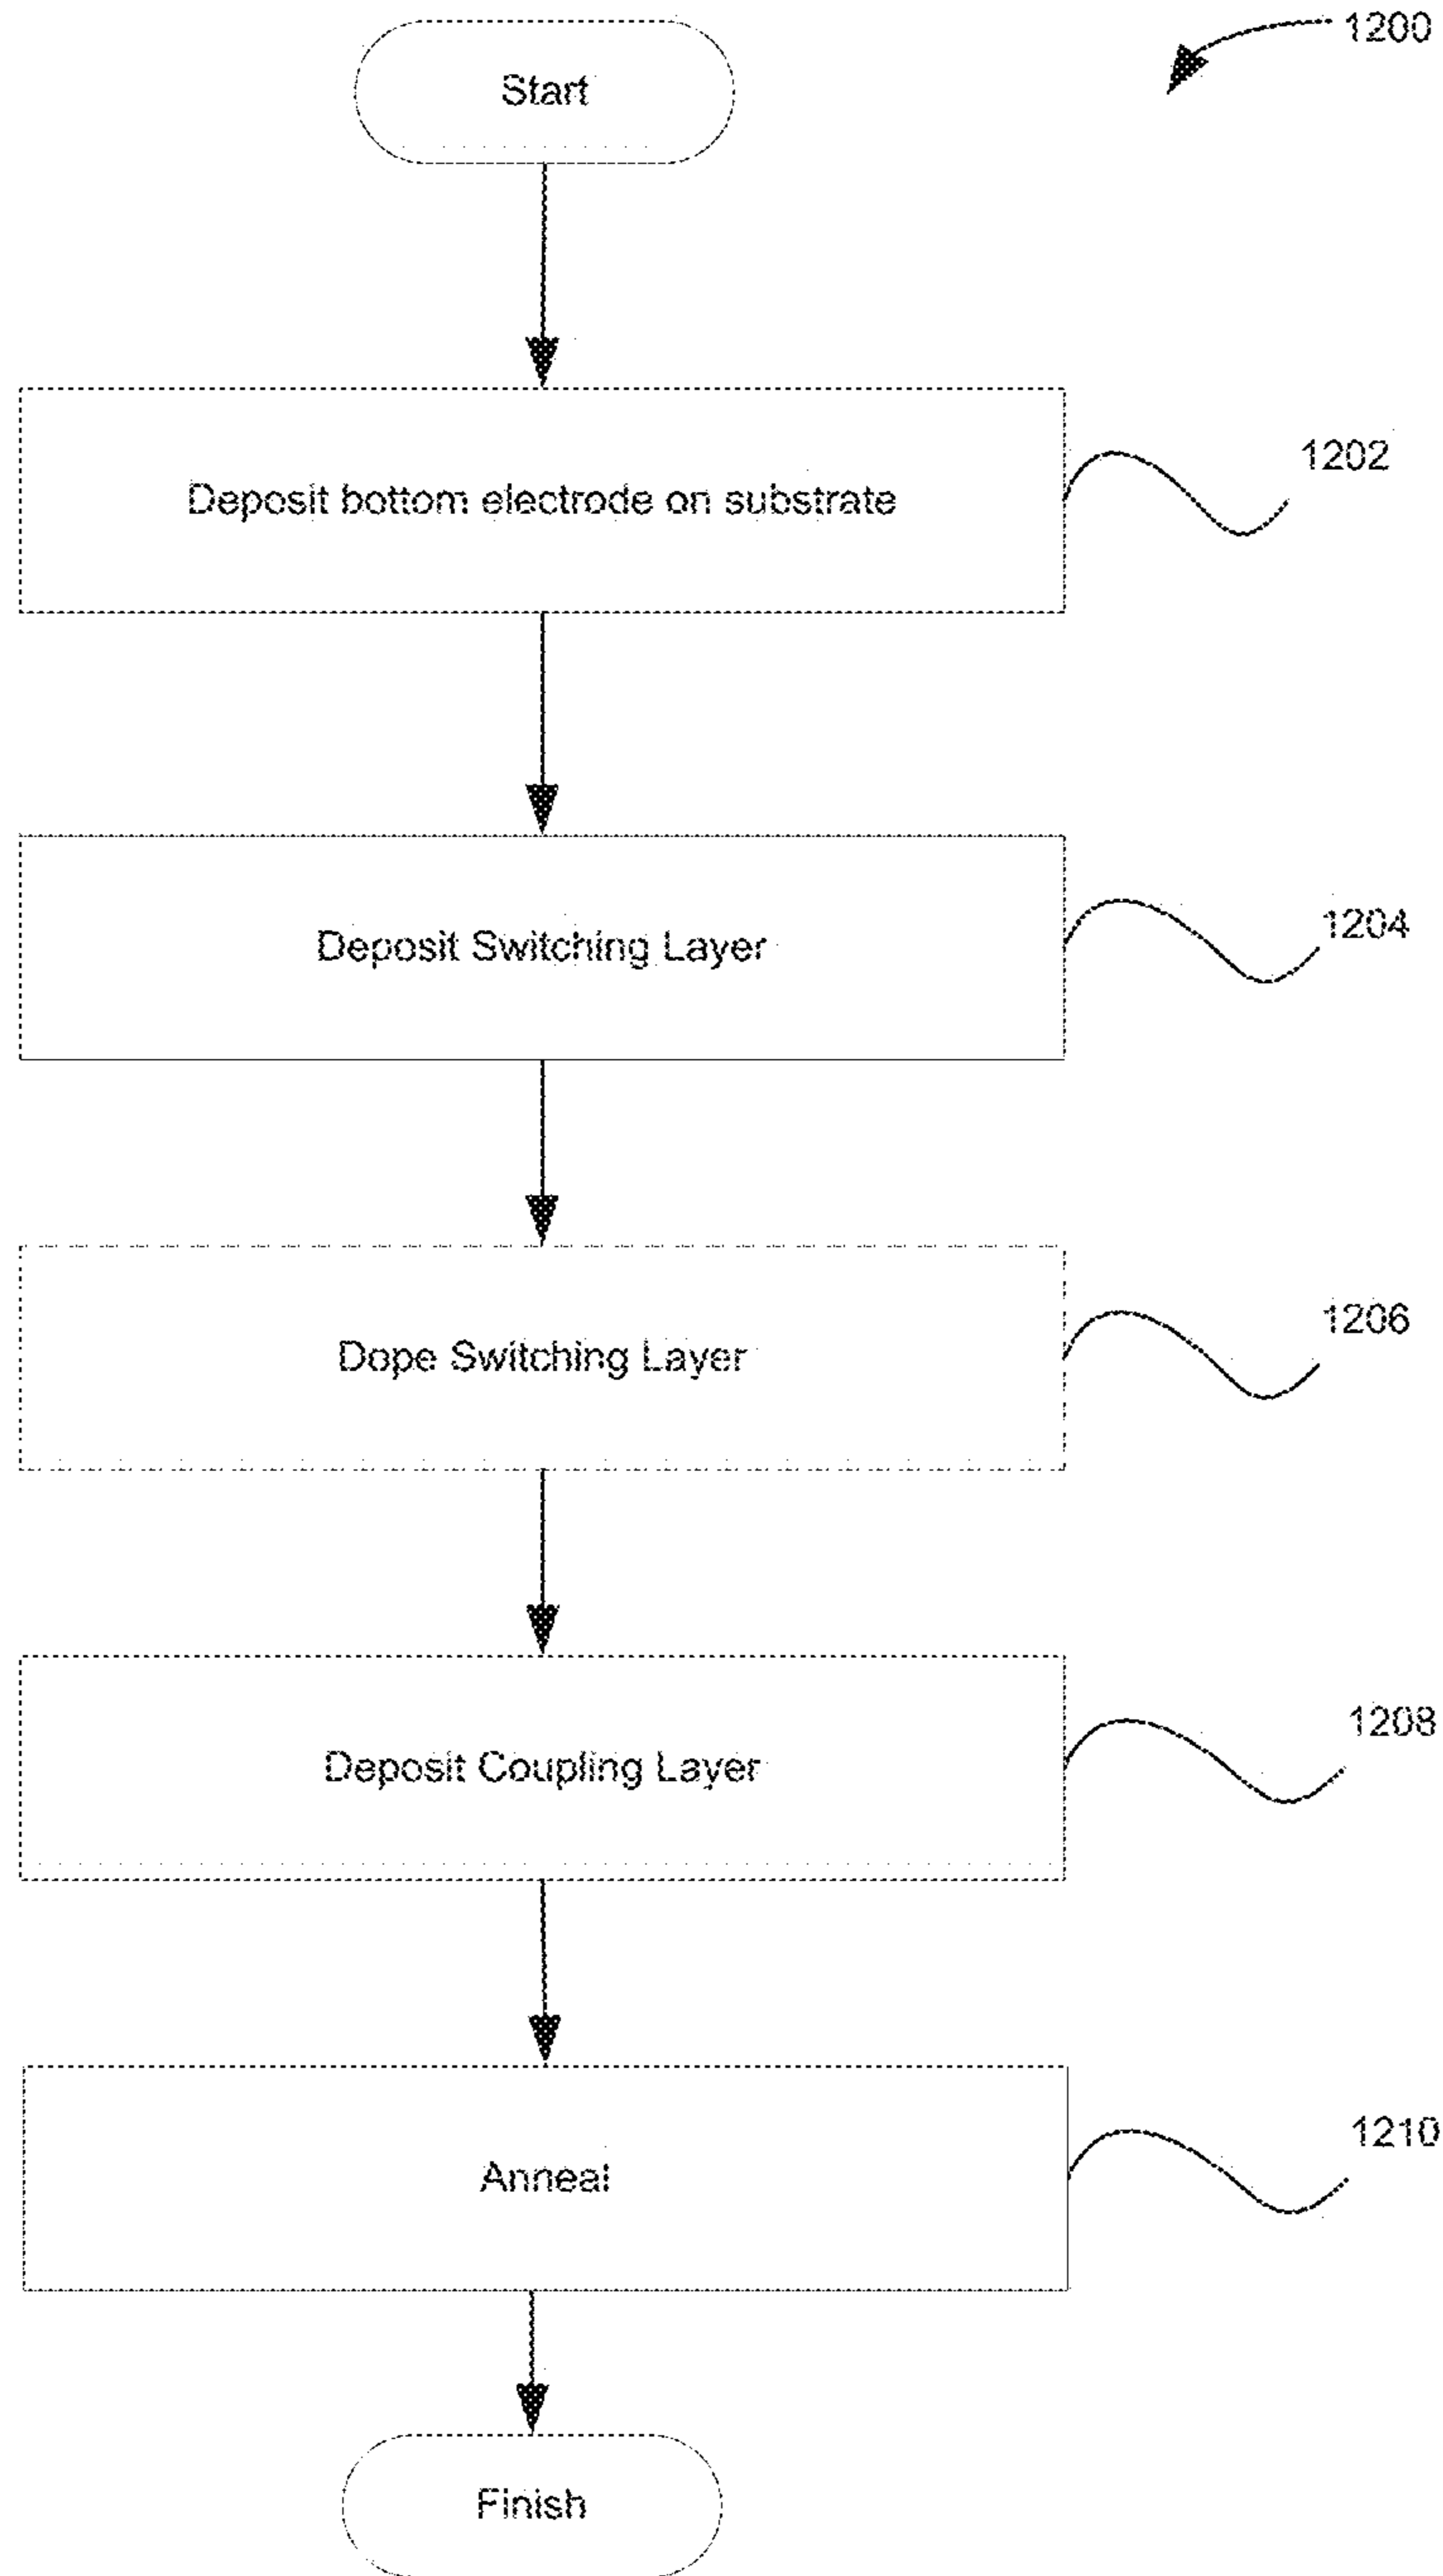 1200
Start
Deposit bottom electrode on substrate
1202
Deposit Switching Layer
1204
Dope Switching Layer
1206
Deposit Coupling Layer
1208
Anneal
1210
Finish